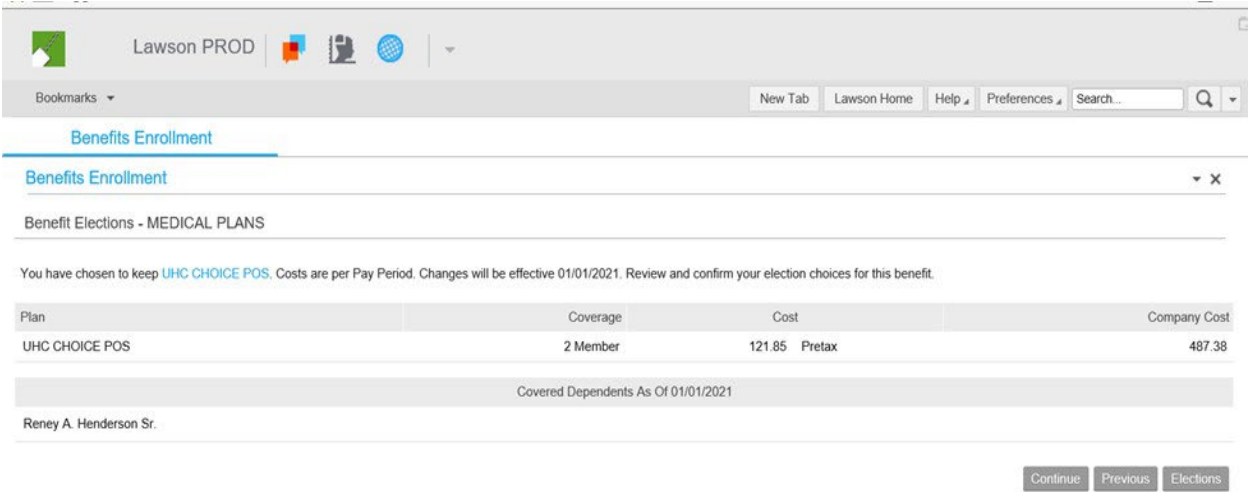 Lawson PROD
Bookmarks New Tab Lawson Home Help Preferences Search...
Benefits Enrollment
Benefits Enrollment
Benefit Elections - MEDICAL PLANS
You have chosen to keep UHC CHOICE POS. Costs are per Pay Period. Changes will be effective 01/01/2021. Review and confirm your election choices for this benefit.
Plan Coverage Cost Company Cost
UHC CHOICE POS 2 Member 121.85 Pretax 487.38
Covered Dependents As Of 01/01/2021
Reney A. Henderson Sr.
Continue Previous Elections